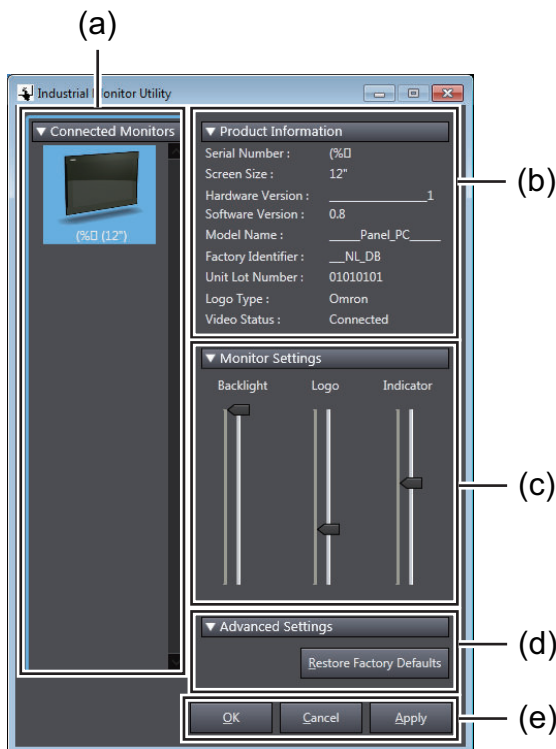 (a)
Industrial Monitor Utility
Connected Monitors
(%▯ (12")
Product Information
Serial Number : (%▯
Screen Size : 12"
Hardware Version : ______________1
Software Version : 0.8
Model Name : _____Panel_PC_____
Factory Identifier : __NL_DB
Unit Lot Number : 01010101
Logo Type : Omron
Video Status : Connected
(b)
Monitor Settings
Backlight Logo Indicator
(c)
Advanced Settings
Restore Factory Defaults
(d)
OK Cancel Apply
(e)